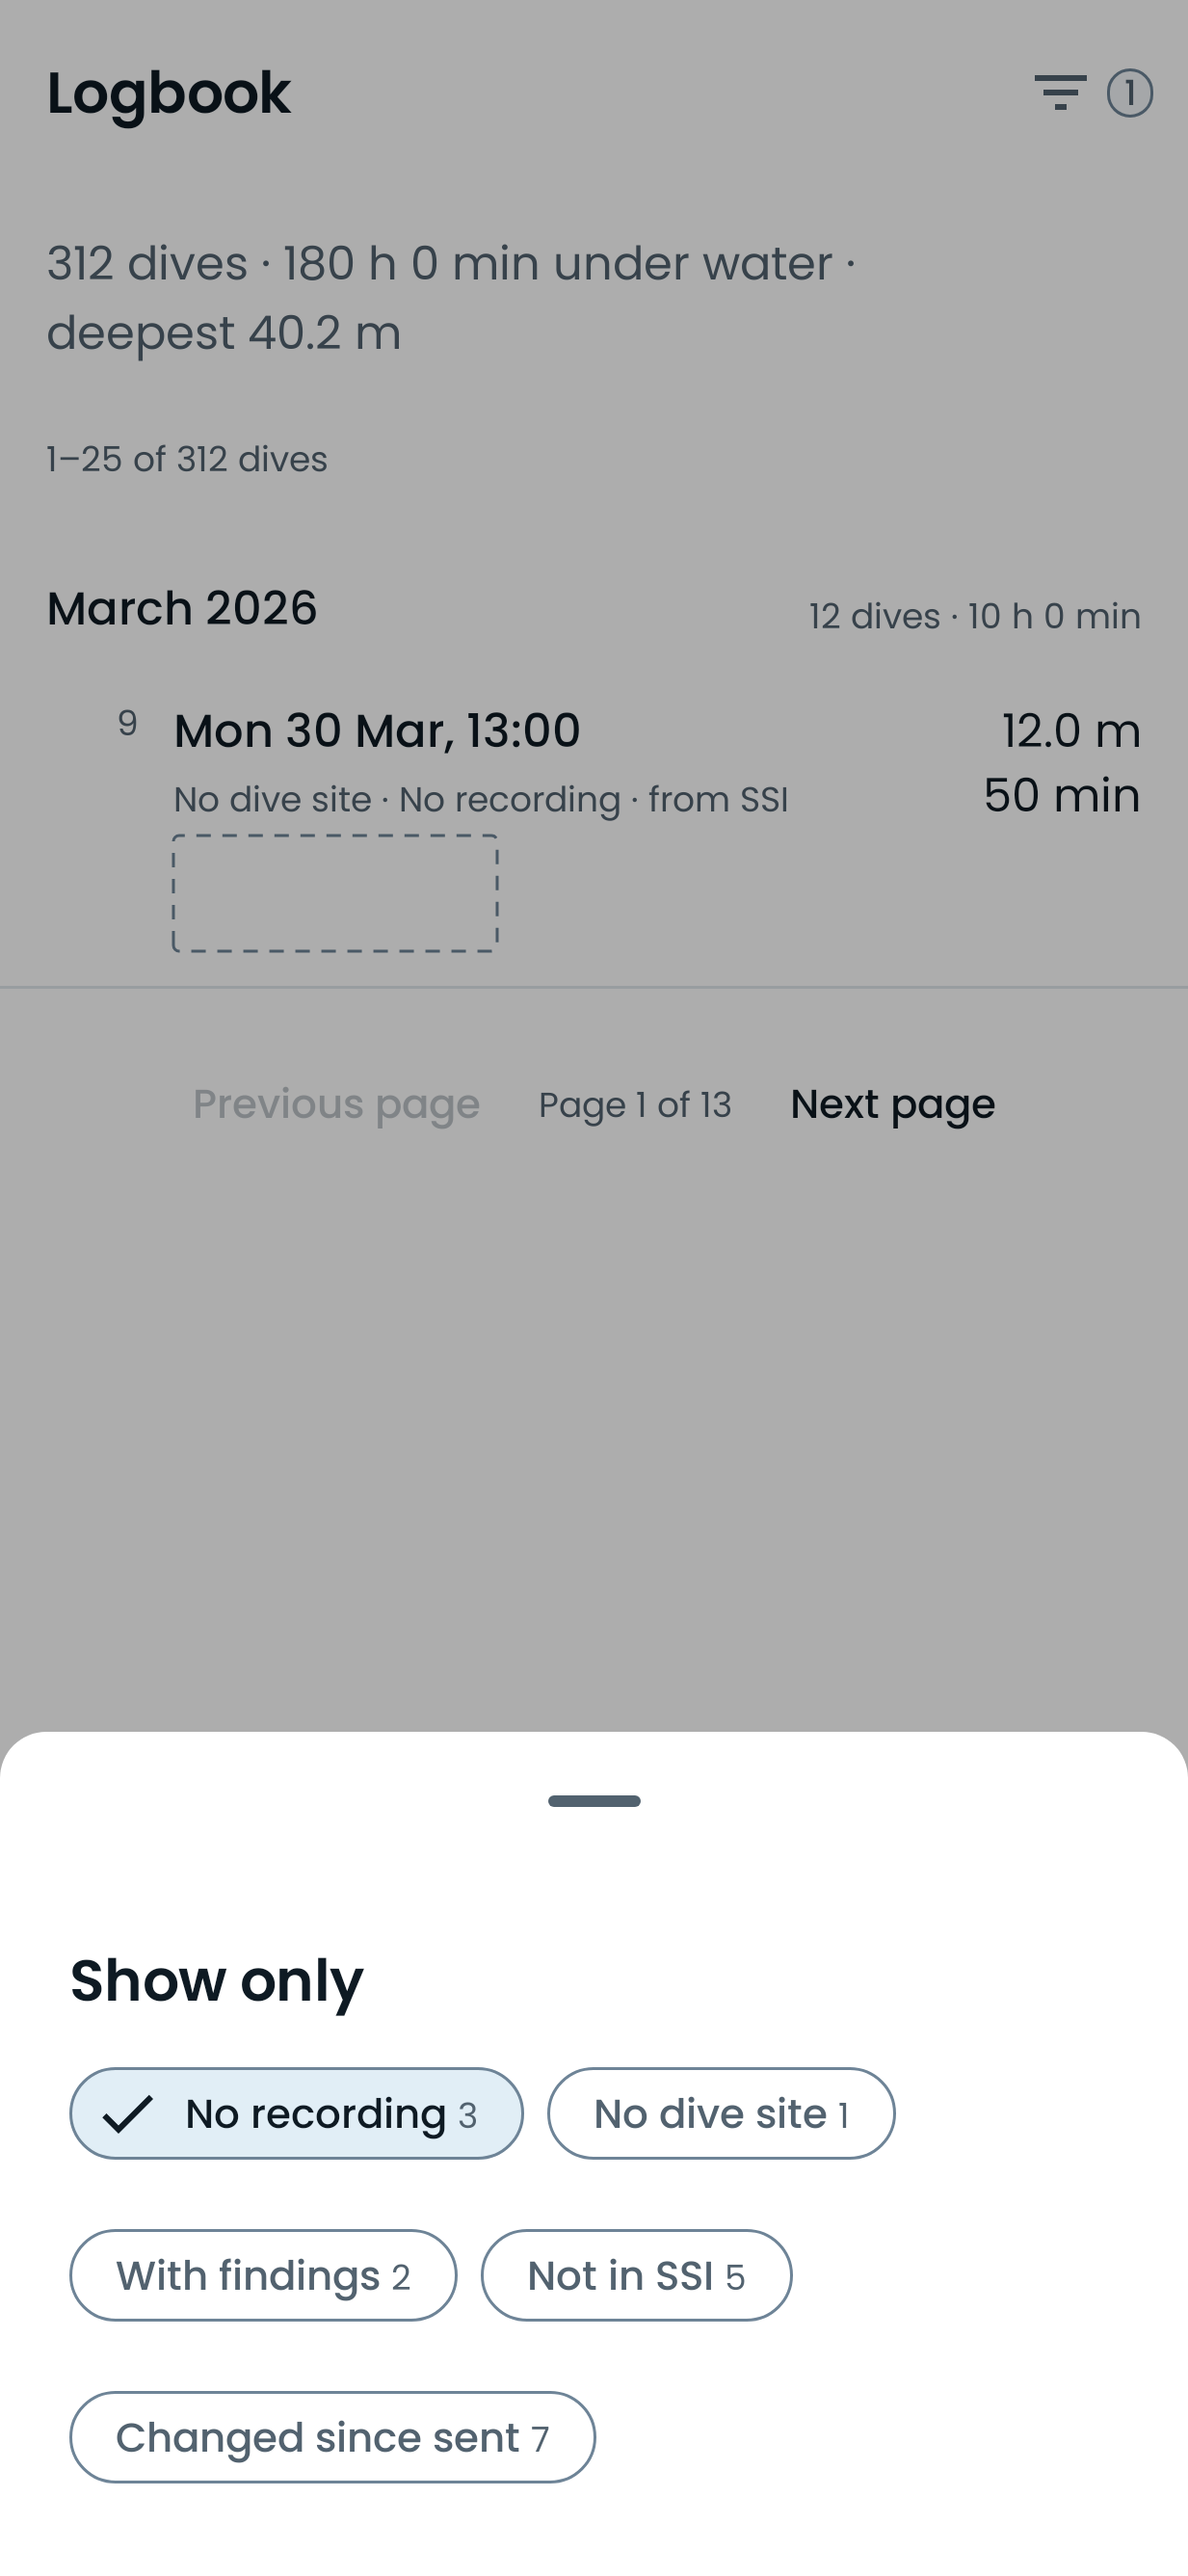 Logbook
1
312 dives · 180 h 0 min under water ·
deepest 40.2 m
1–25 of 312 dives
March 2026
12 dives · 10 h 0 min
9
Mon 30 Mar, 13:00
12.0 m
No dive site · No recording · from SSI
50 min
Previous page
Page 1 of 13
Next page
Show only
No recording 3
No dive site 1
With findings 2
Not in SSI 5
Changed since sent 7